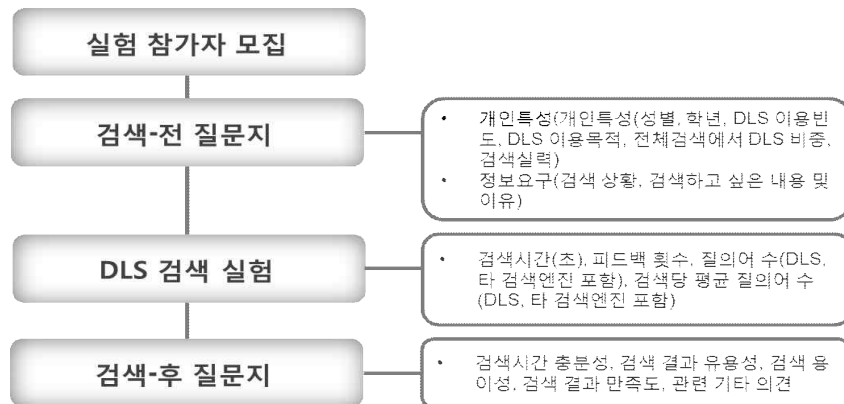 실험 참가자 모집
검색-전 질문지
• 개인특성(개인특성(성별, 학년, DLS 이용빈
도, DLS 이용목적, 전체검색에서 DLS 비중,
검색실력)
• 정보요구(검색 상황, 검색하고 싶은 내용 및
이유)
DLS 검색 실험
• 검색시간(초), 피드백 횟수, 질의어 수(DLS,
타 검색엔진 포함), 검색당 평균 질의어 수
(DLS, 타 검색엔진 포함)
검색-후 질문지
• 검색시간 충분성, 검색 결과 유용성, 검색 용
이성, 검색 결과 만족도, 관련 기타 의견